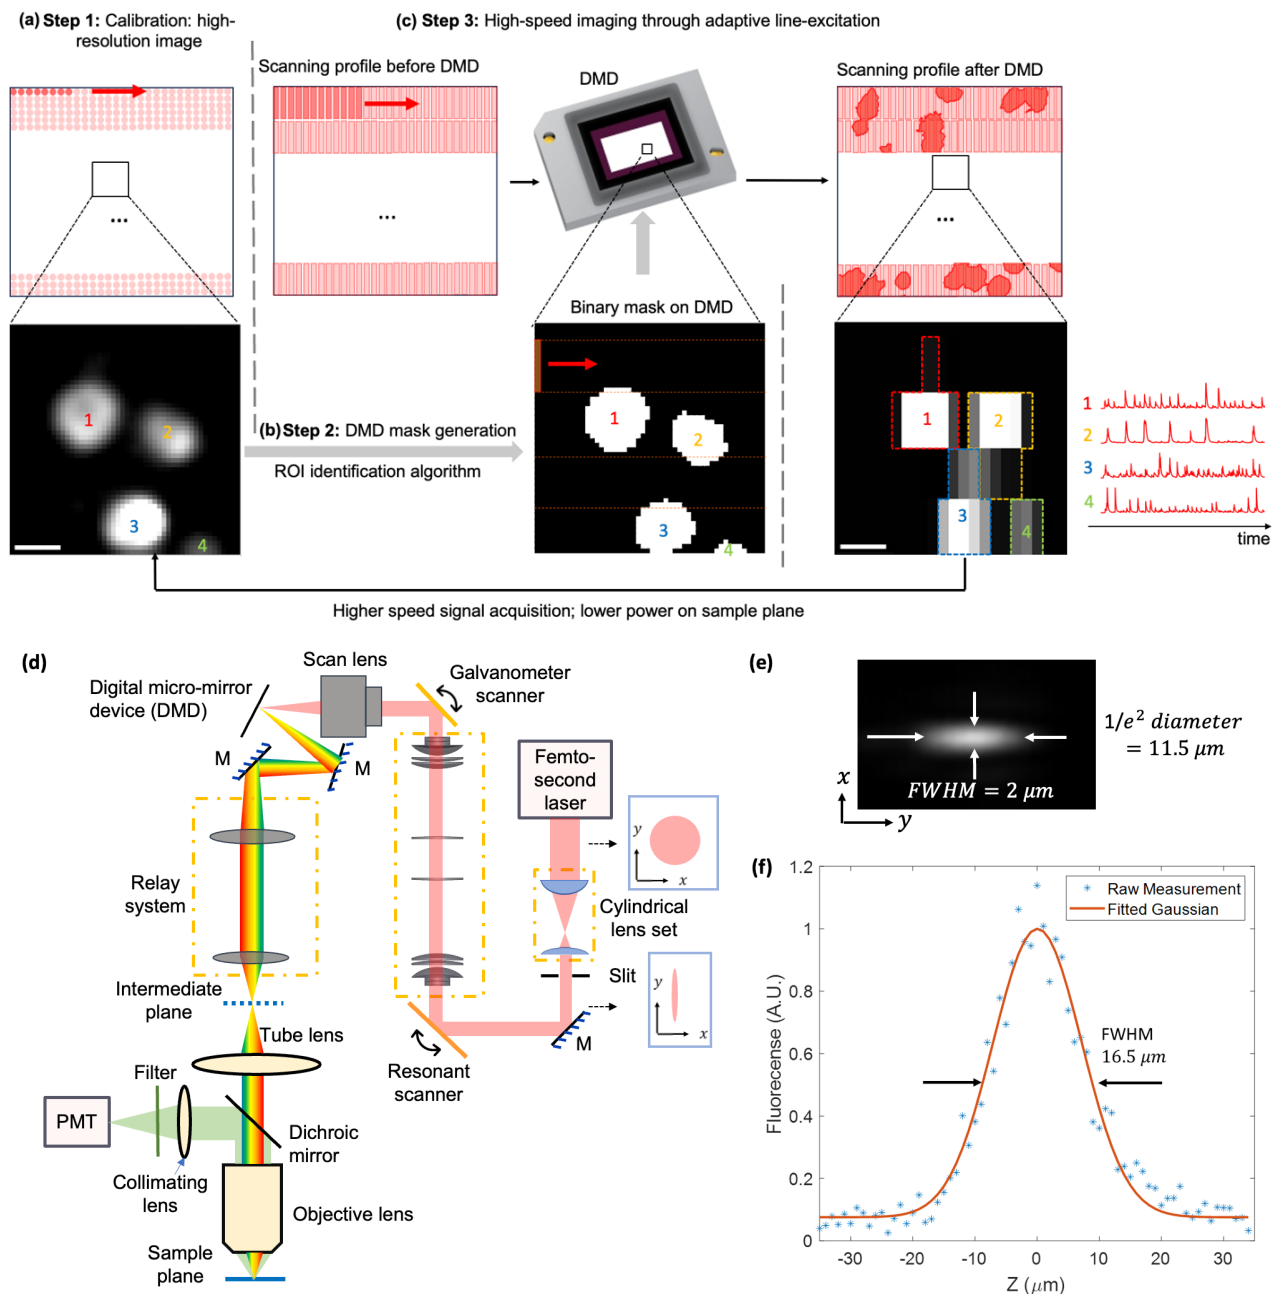 (a) Step 1: Calibration: high-
resolution image
(c) Step 3: High-speed imaging through adaptive line-excitation
Scanning profile before DMD
DMD
Scanning profile after DMD
...
...
...
Binary mask on DMD
1
2
3
4
(b) Step 2: DMD mask generation
ROI identification algorithm
1
2
3
4
1
2
3
4
1
2
3
4
time
Higher speed signal acquisition; lower power on sample plane
(d)
Scan lens
Galvanometer
scanner
Digital micro-mirror
device (DMD)
M
M
Femto-
second
laser
y
x
Relay
system
Cylindrical
lens set
Slit
y
x
Intermediate
plane
M
Tube lens
Resonant
scanner
Filter
PMT
Dichroic
mirror
Collimating
lens
Objective lens
Sample
plane
(e)
1/e² diameter
= 11.5 μm
FWHM = 2 μm
x
y
(f)
1.2
1
0.8
0.6
0.4
0.2
0
Fluorecense (A.U.)
Raw Measurement
Fitted Gaussian
FWHM
16.5 μm
-30
-20
-10
0
10
20
30
Z (μm)